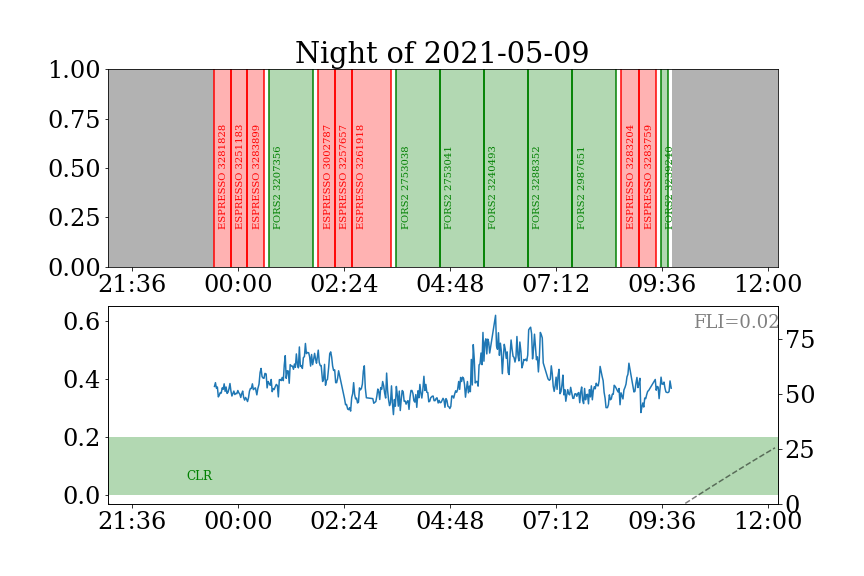 Night of 2021-05-09
1.00
0.75
0.50
0.25
0.00
ESPRESSO 3281828
ESPRESSO 3251183
ESPRESSO 3283899
FORS2 3207356
ESPRESSO 3002787
ESPRESSO 3257657
ESPRESSO 3261918
FORS2 2753038
FORS2 2753041
FORS2 3240493
FORS2 3288352
FORS2 2987651
ESPRESSO 3283204
ESPRESSO 3283759
FORS2 3239246
21:36 00:00 02:24 04:48 07:12 09:36 12:00
FLI=0.02
0.6
0.4
0.2
0.0
75
50
25
0
CLR
21:36 00:00 02:24 04:48 07:12 09:36 12:00